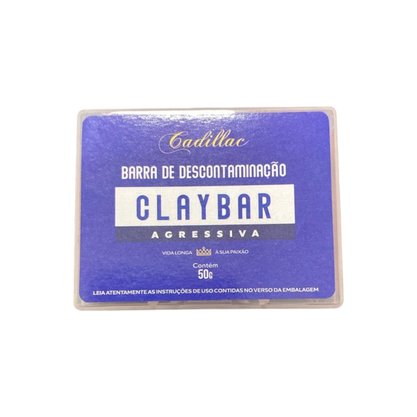 Cadillac
BARRA DE DESCONTAMINAÇÃO
CLAYBAR
AGRESSIVA
VIDA LONGA À SUA PAIXÃO
Contém
50g
LEIA ATENTAMENTE AS INSTRUÇÕES DE USO CONTIDAS NO VERSO DA EMBALAGEM